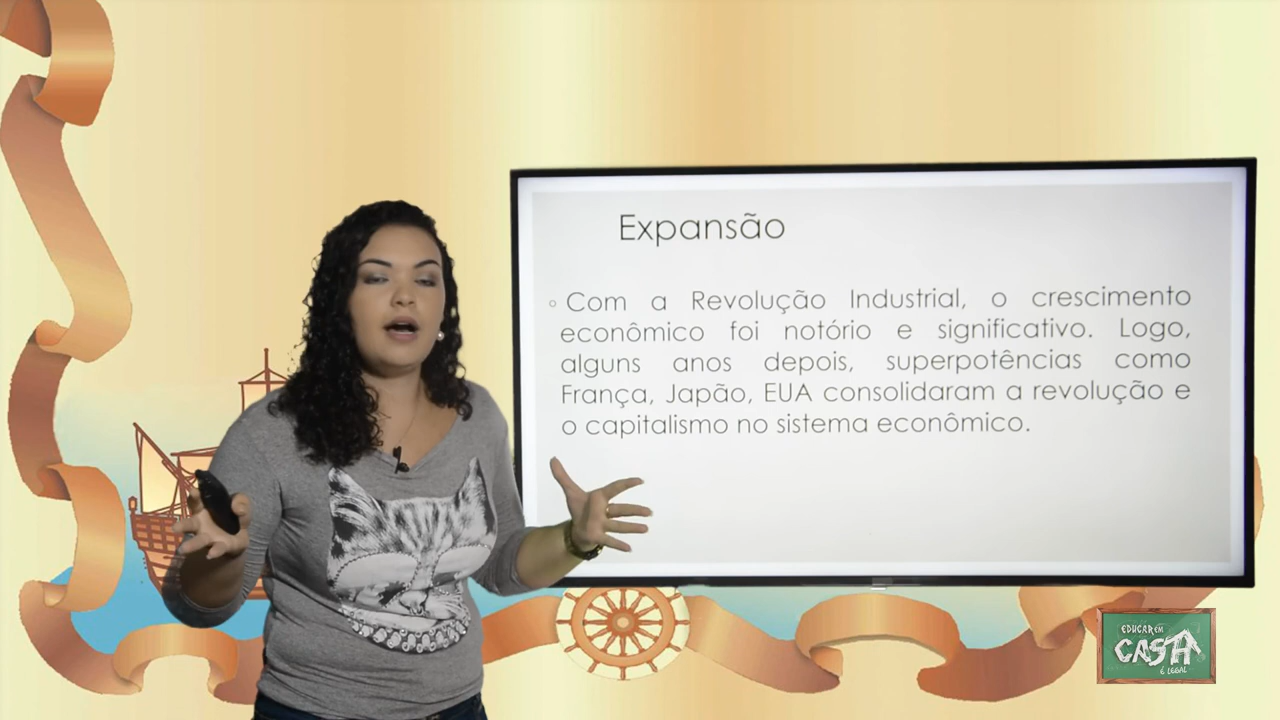 Expansão
◦ Com a Revolução Industrial, o crescimento
econômico foi notório e significativo. Logo,
alguns anos depois, superpotências como
França, Japão, EUA consolidaram a revolução e
o capitalismo no sistema econômico.
EDUCAR EM
CASA
É LEGAL